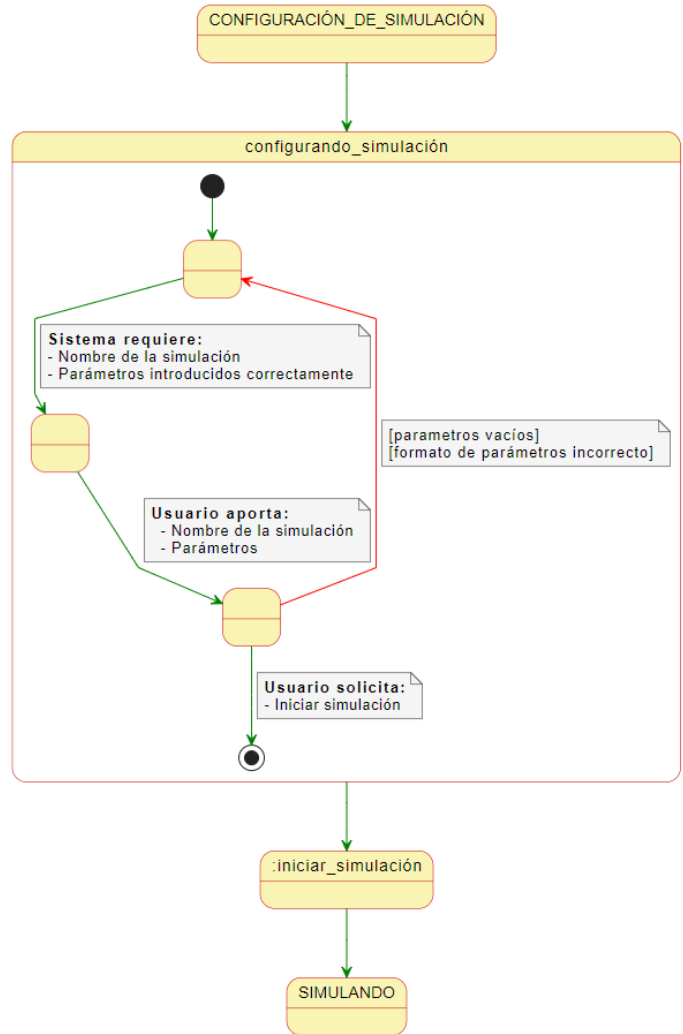 CONFIGURACIÓN_DE_SIMULACIÓN
configurando_simulación
Sistema requiere:
- Nombre de la simulación
- Parámetros introducidos correctamente
[parametros vacíos]
[formato de parámetros incorrecto]
Usuario aporta:
- Nombre de la simulación
- Parámetros
Usuario solicita:
- Iniciar simulación
:iniciar_simulación
SIMULANDO